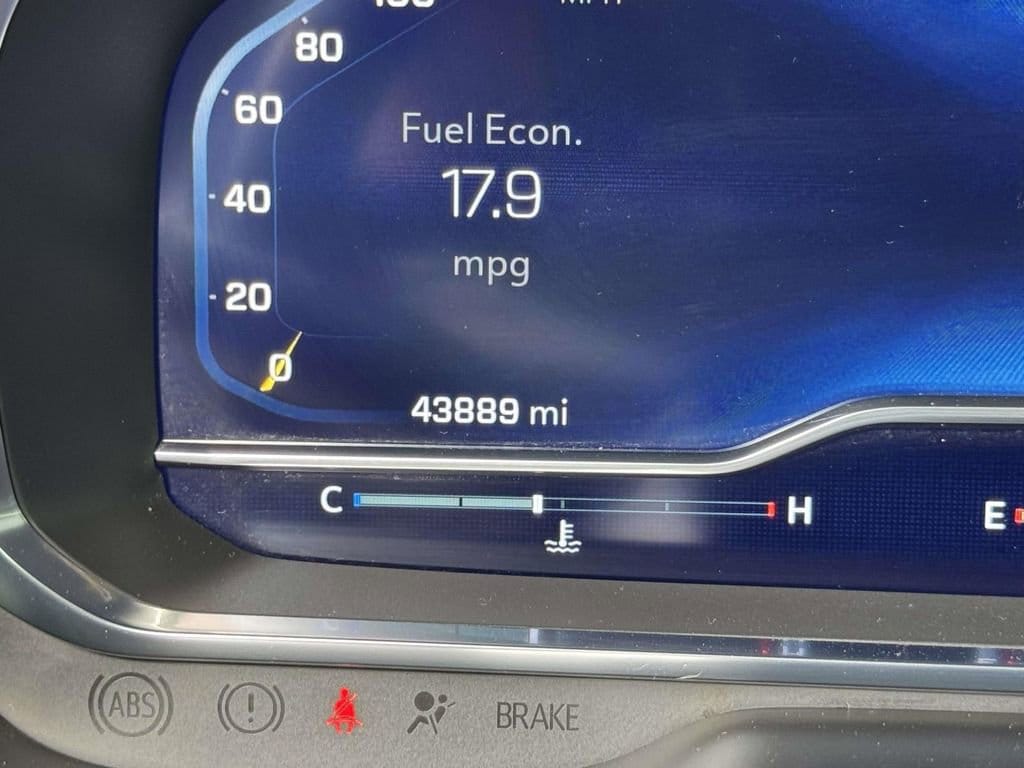 80
60
40
20
0
Fuel Econ.
17.9
mpg
43889 mi
C H
E
ABS
BRAKE